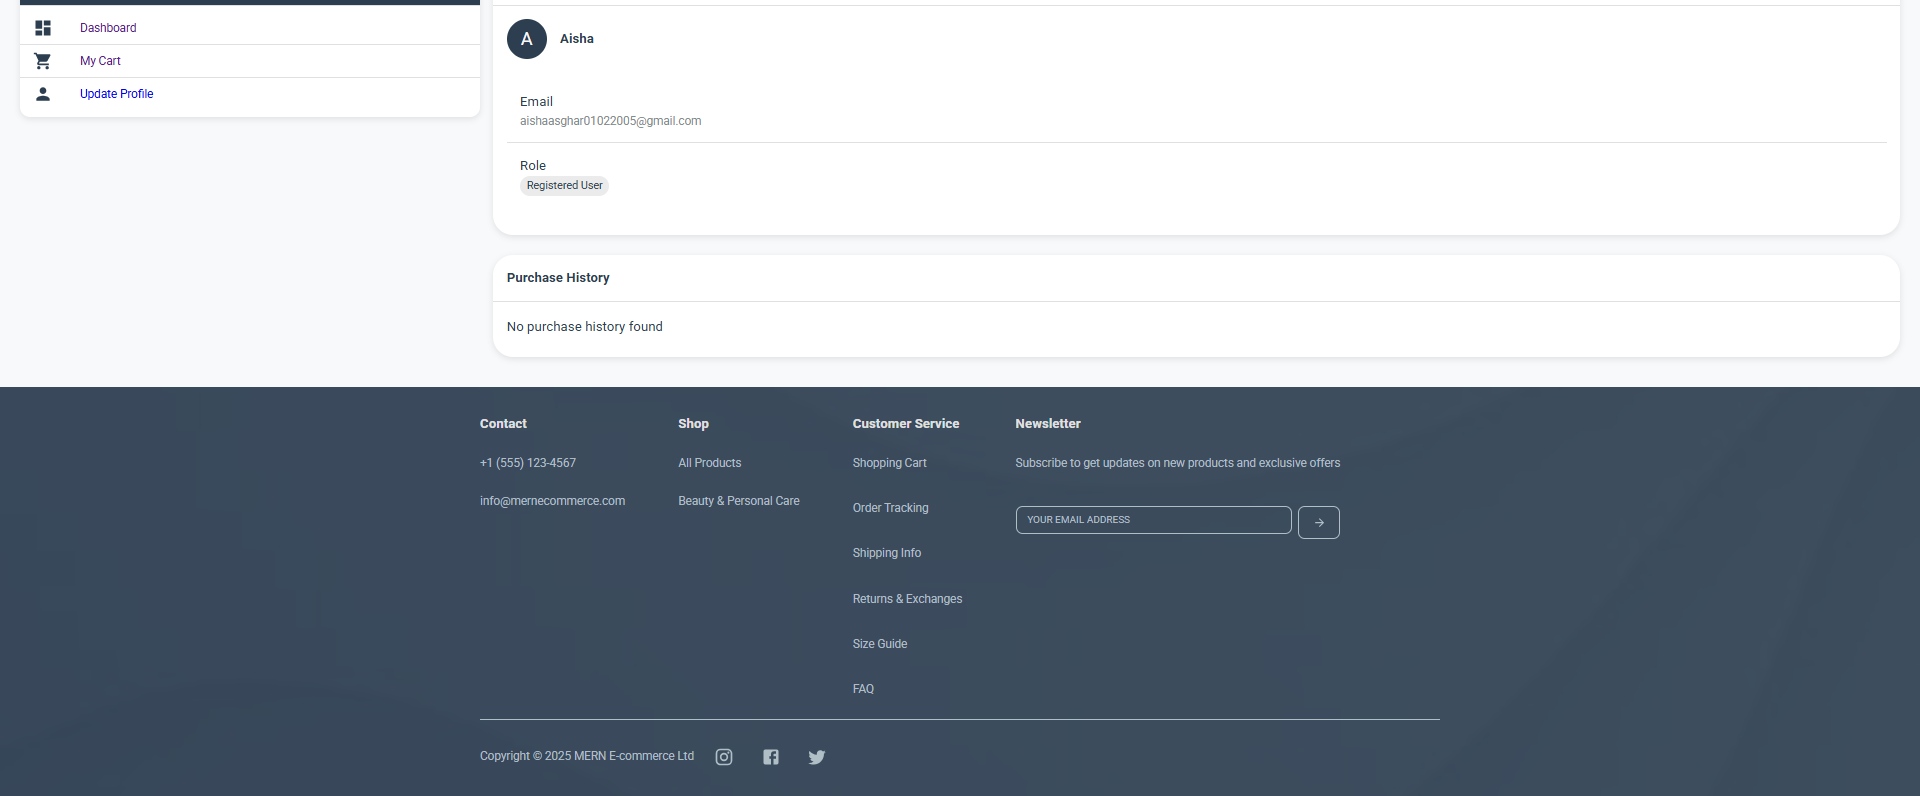 Dashboard
My Cart
Update Profile
A
Aisha
Email
aishaasghar01022005@gmail.com
Role
Registered User
Purchase History
No purchase history found
Contact
+1 (555) 123-4567
info@mernecommerce.com
Shop
All Products
Beauty & Personal Care
Customer Service
Shopping Cart
Order Tracking
Shipping Info
Returns & Exchanges
Size Guide
FAQ
Newsletter
Subscribe to get updates on new products and exclusive offers
YOUR EMAIL ADDRESS
Copyright © 2025 MERN E-commerce Ltd